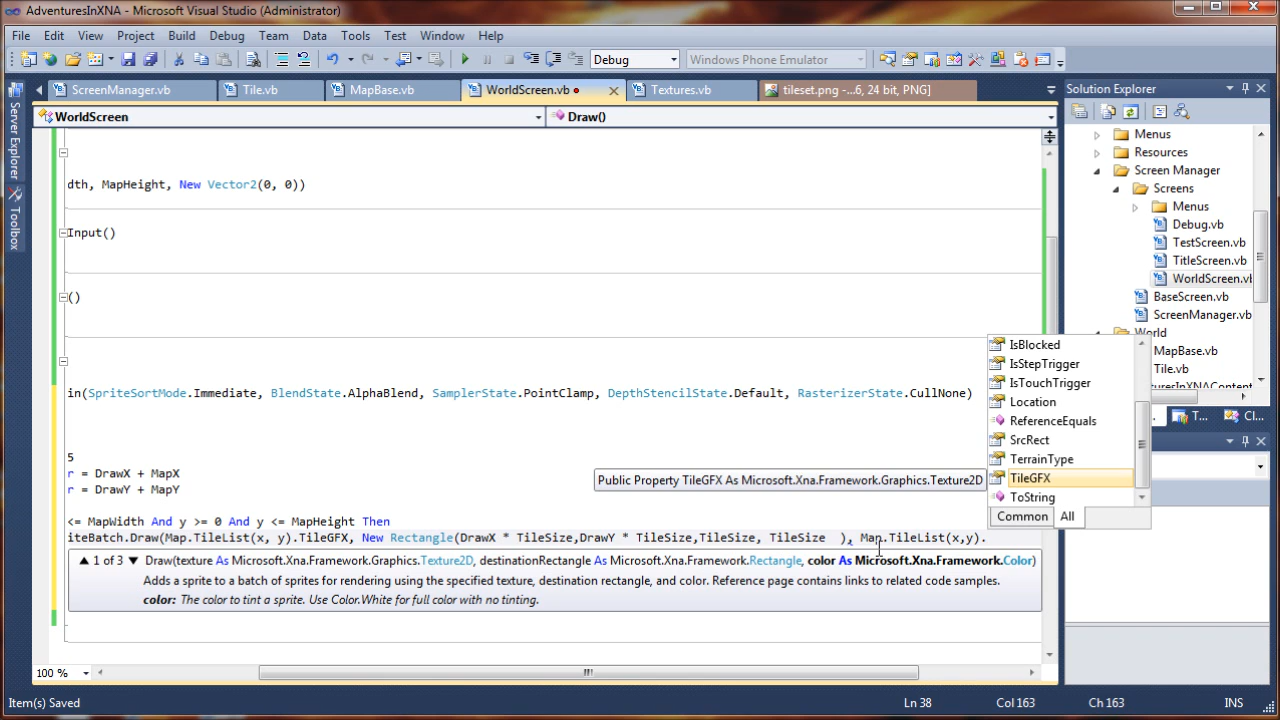 AdventuresInXNA - Microsoft Visual Studio (Administrator)
File Edit View Project Build Debug Team Data Tools Test Window Help
Debug Windows Phone Emulator
ScreenManager.vb Tile.vb MapBase.vb WorldScreen.vb Textures.vb tileset.png -...6, 24 bit, PNG] Solution Explorer
WorldScreen Draw()
Server Explorer
Toolbox
dth, MapHeight, New Vector2(0, 0))
Input()
()
in(SpriteSortMode.Immediate, BlendState.AlphaBlend, SamplerState.PointClamp, DepthStencilState.Default, RasterizerState.CullNone)
5
r = DrawX + MapX
r = DrawY + MapY
<= MapWidth And y >= 0 And y <= MapHeight Then
iteBatch.Draw(Map.TileList(x, y).TileGFX, New Rectangle(DrawX * TileSize,DrawY * TileSize,TileSize, TileSize ), Map.TileList(x,y).
1 of 3 Draw(texture As Microsoft.Xna.Framework.Graphics.Texture2D, destinationRectangle As Microsoft.Xna.Framework.Rectangle, color As Microsoft.Xna.Framework.Color)
Adds a sprite to a batch of sprites for rendering using the specified texture, destination rectangle, and color. Reference page contains links to related code samples.
color: The color to tint a sprite. Use Color.White for full color with no tinting.
Public Property TileGFX As Microsoft.Xna.Framework.Graphics.Texture2D
IsBlocked
IsStepTrigger
IsTouchTrigger
Location
ReferenceEquals
SrcRect
TerrainType
TileGFX
ToString
Common All
Menus
Resources
Screen Manager
Screens
Menus
Debug.vb
TestScreen.vb
TitleScreen.vb
WorldScreen.vb
BaseScreen.vb
ScreenManager.vb
World
MapBase.vb
Tile.vb
uresInXNAContent
T... Cl...
100 %
Item(s) Saved Ln 38 Col 163 Ch 163 INS